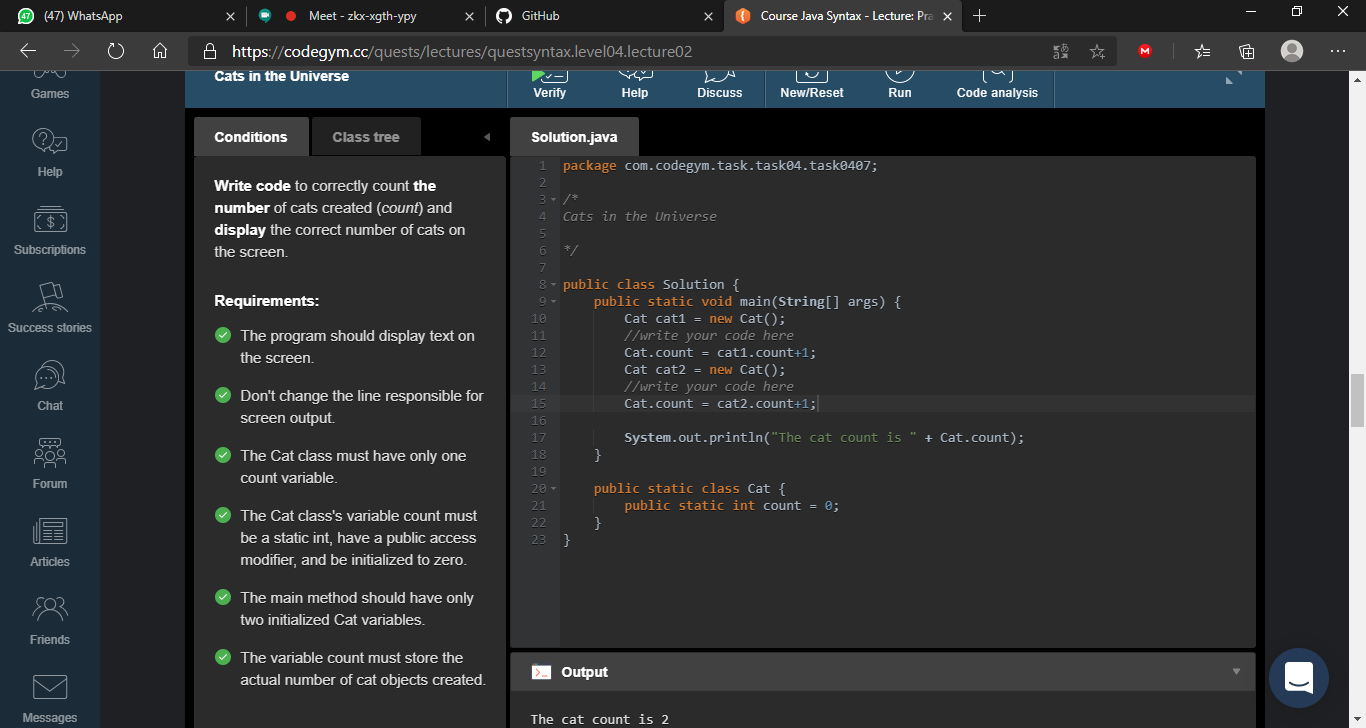 47 (47) WhatsApp
Meet - zkx-xgth-ypy
GitHub
Course Java Syntax - Lecture: Pra
https://codegym.cc/quests/lectures/questsyntax.level04.lecture02
M
Games
Help
Subscriptions
Success stories
Chat
Forum
Articles
Friends
Messages
Cats in the Universe
Verify
Help
Discuss
New/Reset
Run
Code analysis
Conditions
Class tree
Write code to correctly count the
number of cats created (count) and
display the correct number of cats on
the screen.
Requirements:
The program should display text on
the screen.
Don't change the line responsible for
screen output.
The Cat class must have only one
count variable.
The Cat class's variable count must
be a static int, have a public access
modifier, and be initialized to zero.
The main method should have only
two initialized Cat variables.
The variable count must store the
actual number of cat objects created.
Solution.java
1 package com.codegym.task.task04.task0407;
2
3 /*
4 Cats in the Universe
5
6 */
7
8 public class Solution {
9 public static void main(String[] args) {
10 Cat cat1 = new Cat();
11 //write your code here
12 Cat.count = cat1.count+1;
13 Cat cat2 = new Cat();
14 //write your code here
15 Cat.count = cat2.count+1;
16
17 System.out.println("The cat count is " + Cat.count);
18 }
19
20 public static class Cat {
21 public static int count = 0;
22 }
23 }
Output
The cat count is 2